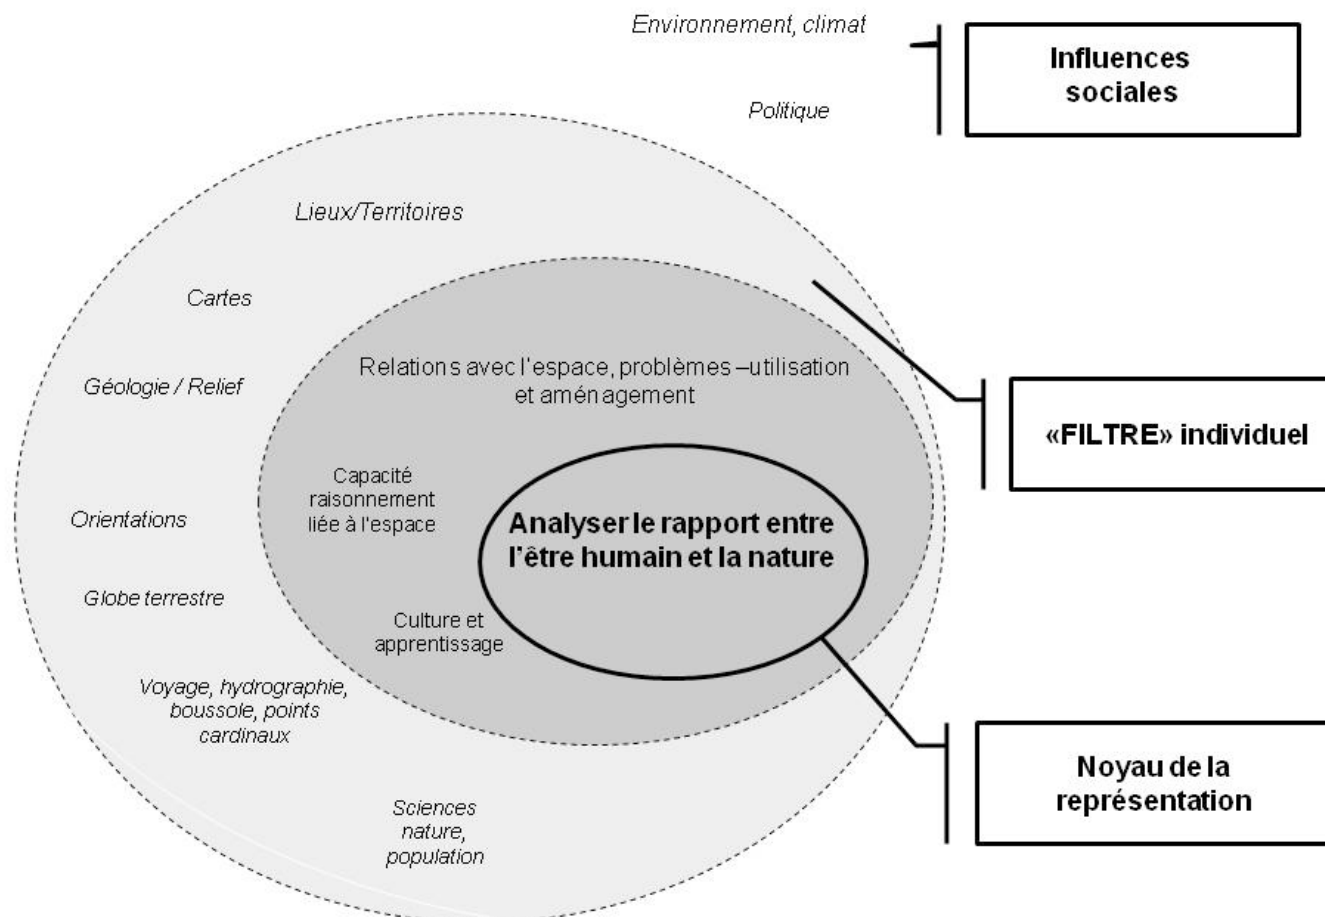 Environnement, climat
Influences
sociales
Politique
Lieux/Territoires
Cartes
Relations avec l'espace, problèmes –utilisation
et aménagement
Géologie / Relief
«FILTRE» individuel
Capacité
raisonnement
liée à l'espace
Orientations
Analyser le rapport entre
l'être humain et la nature
Globe terrestre
Culture et
apprentissage
Voyage, hydrographie,
boussole, points
cardinaux
Noyau de la
représentation
Sciences
nature,
population